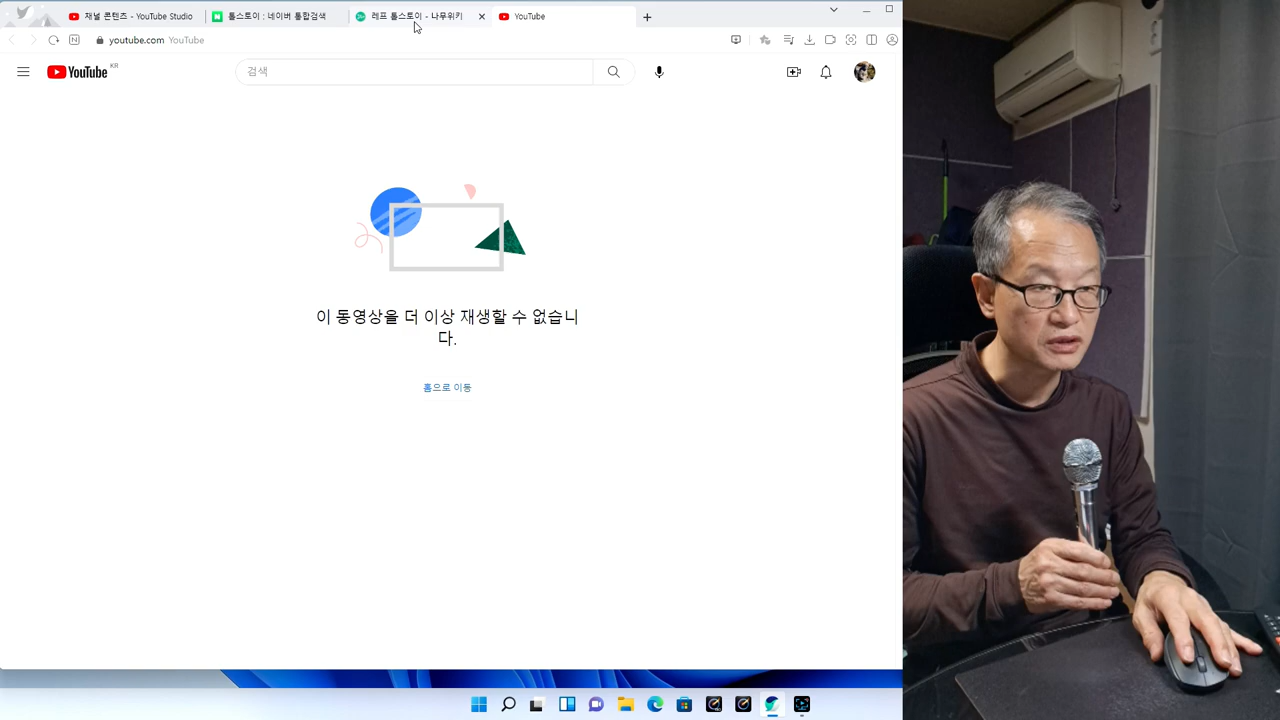 채널 콘텐츠 - YouTube Studio
톨스토이 : 네이버 통합검색
레프 톨스토이 - 나무위키
YouTube
youtube.com YouTube
YouTube KR
검색
이 동영상을 더 이상 재생할 수 없습니
다.
홈으로 이동